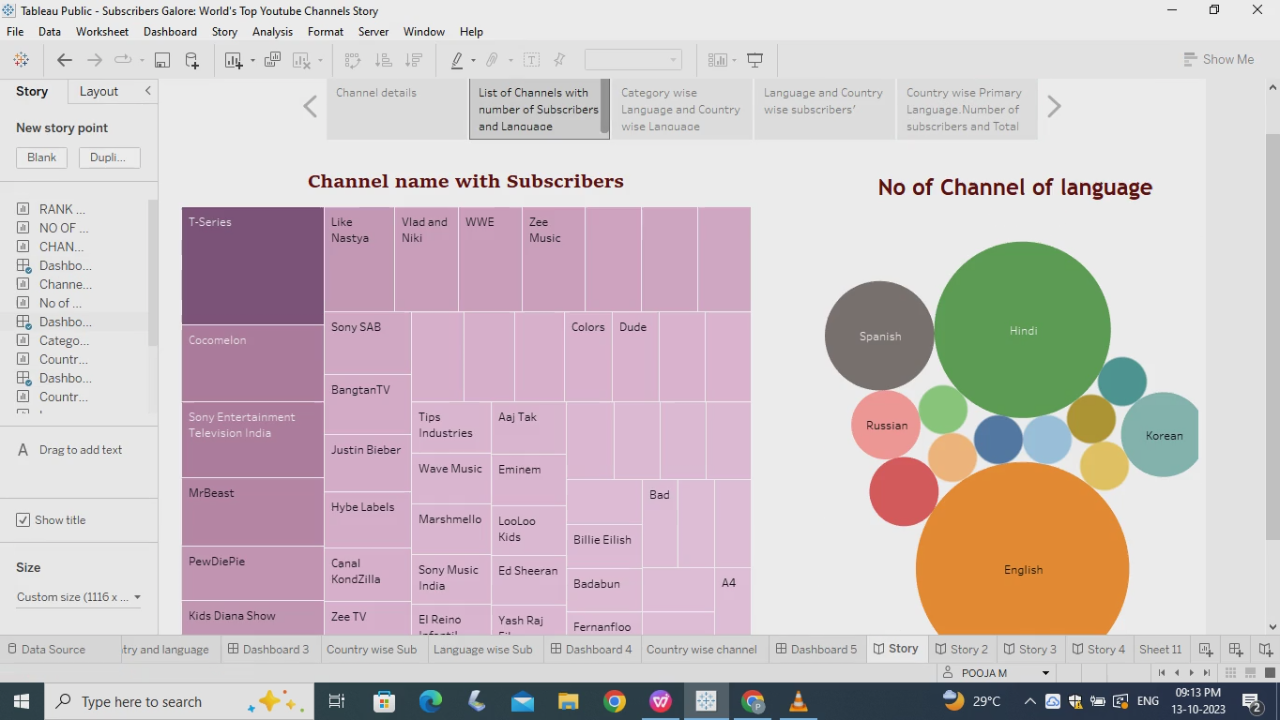 Tableau Public - Subscribers Galore: World's Top Youtube Channels Story
File Data Worksheet Dashboard Story Analysis Format Server Window Help
Show Me
Story Layout
New story point
Blank Dupli...
RANK ...
NO OF ...
CHAN...
Dashbo...
Channe...
No of ...
Dashbo...
Catego...
Countr...
Dashbo...
Countr...
Drag to add text
Show title
Size
Custom size (1116 x ...
Channel details
List of Channels with
number of Subscribers
and Language
Category wise
Language and Country
wise Language
Language and Country
wise subscribers'
Country wise Primary
Language.Number of
subscribers and Total
Channel name with Subscribers
T-Series
Cocomelon
Sony Entertainment
Television India
MrBeast
PewDiePie
Kids Diana Show
Like
Nastya
Vlad and
Niki
WWE
Zee
Music
Sony SAB
BangtanTV
Justin Bieber
Hybe Labels
Canal
KondZilla
Zee TV
Colors
Dude
Tips
Industries
Wave Music
Marshmello
Sony Music
India
El Reino
Infantil
Aaj Tak
Eminem
LooLoo
Kids
Ed Sheeran
Yash Raj
Billie Eilish
Badabun
Fernanfloo
Bad
A4
No of Channel of language
Spanish
Hindi
Russian
Korean
English
Data Source try and language Dashboard 3 Country wise Sub Language wise Sub Dashboard 4 Country wise channel Dashboard 5 Story Story 2 Story 3 Story 4 Sheet 11
POOJA M
Type here to search
29°C
ENG
09:13 PM
13-10-2023
2